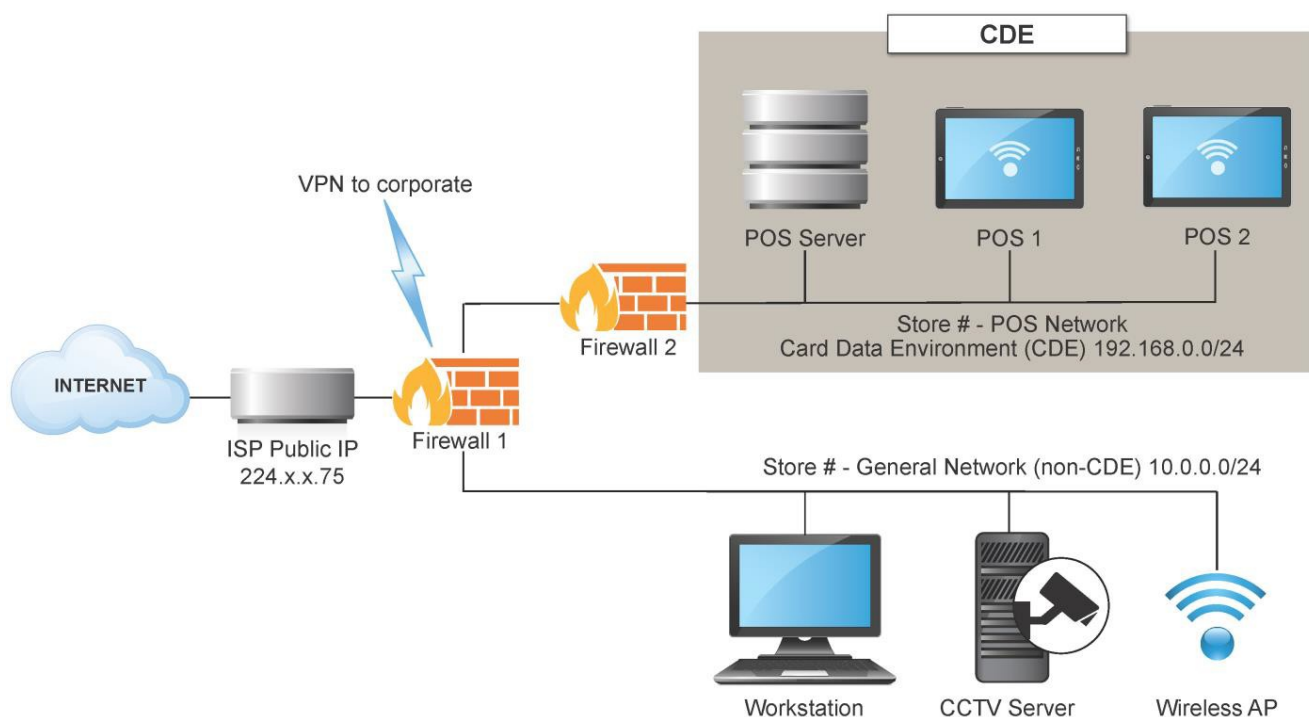 CDE
VPN to corporate
POS Server
POS 1
POS 2
Store # - POS Network
Card Data Environment (CDE) 192.168.0.0/24
Firewall 2
INTERNET
Firewall 1
ISP Public IP
224.x.x.75
Store # - General Network (non-CDE) 10.0.0.0/24
Workstation
CCTV Server
Wireless AP